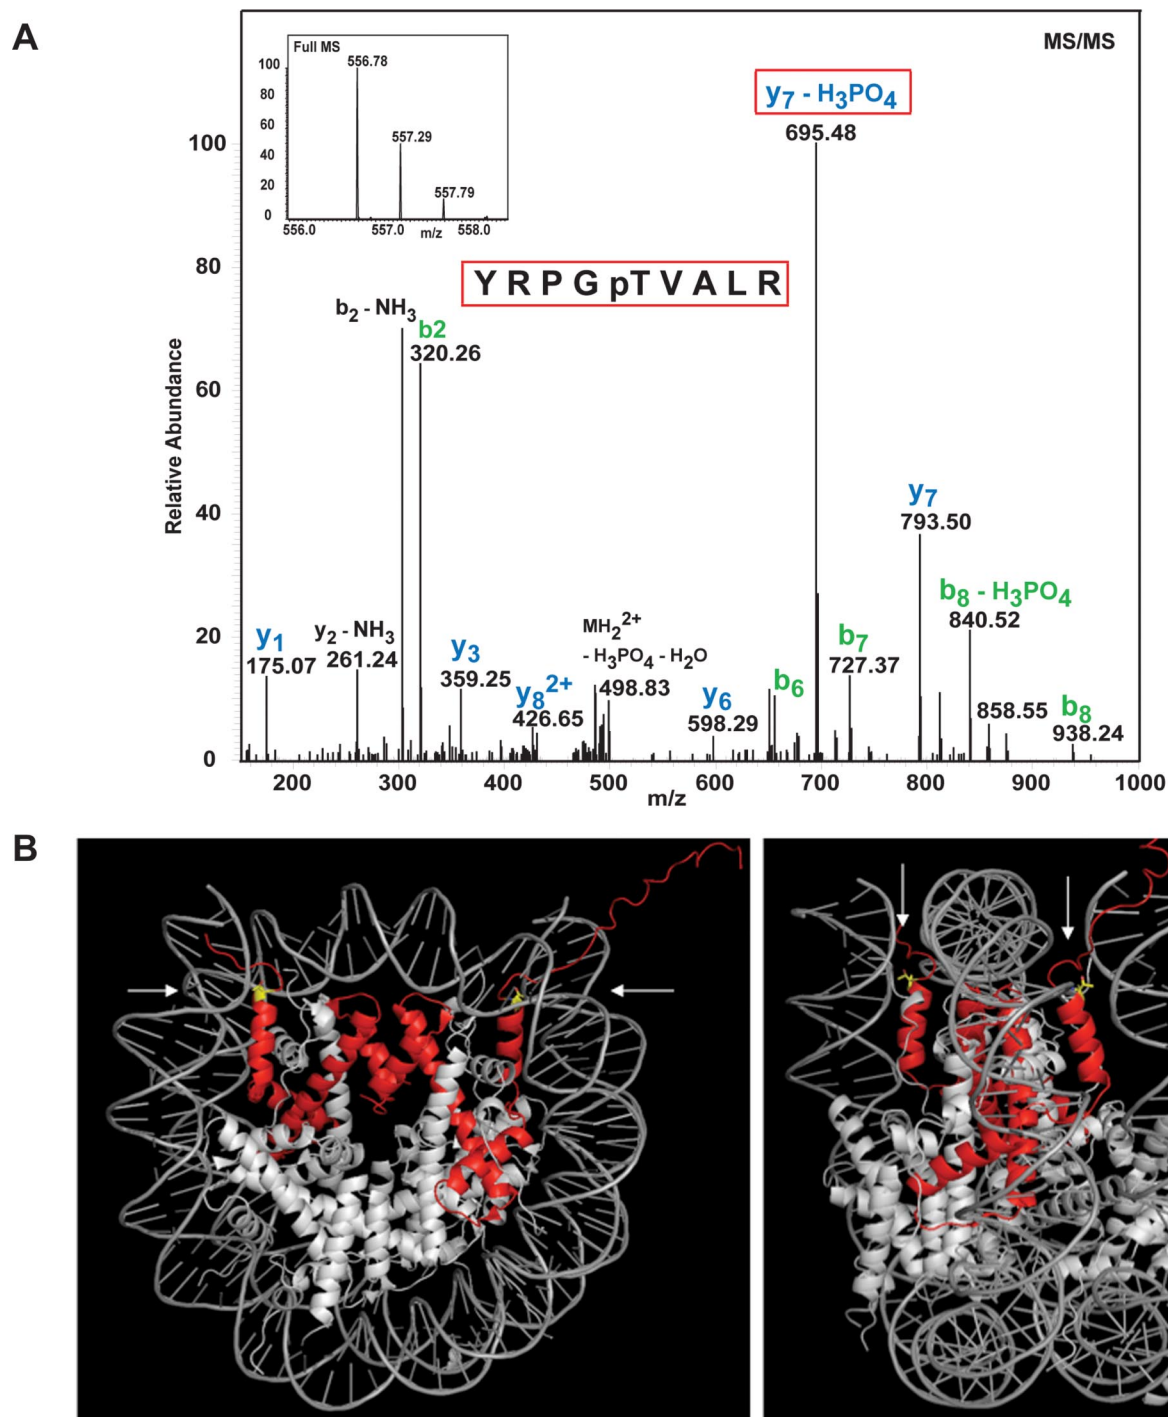 A
MS/MS
Full MS
100
80
60
40
20
0
556.78
557.29
557.79
556.0
557.0
558.0
m/z
y7 - H3PO4
695.48
YRPGpTVALR
b2 - NH3
b2
320.26
y7
793.50
b8 - H3PO4
840.52
MH2 2+
- H3PO4 - H2O
498.83
y1
175.07
y2 - NH3
261.24
y3
359.25
y8 2+
426.65
y6
598.29
b6
b7
727.37
858.55
b8
938.24
Relative Abundance
100
80
60
40
20
0
200
300
400
500
600
700
800
900
1000
m/z
B